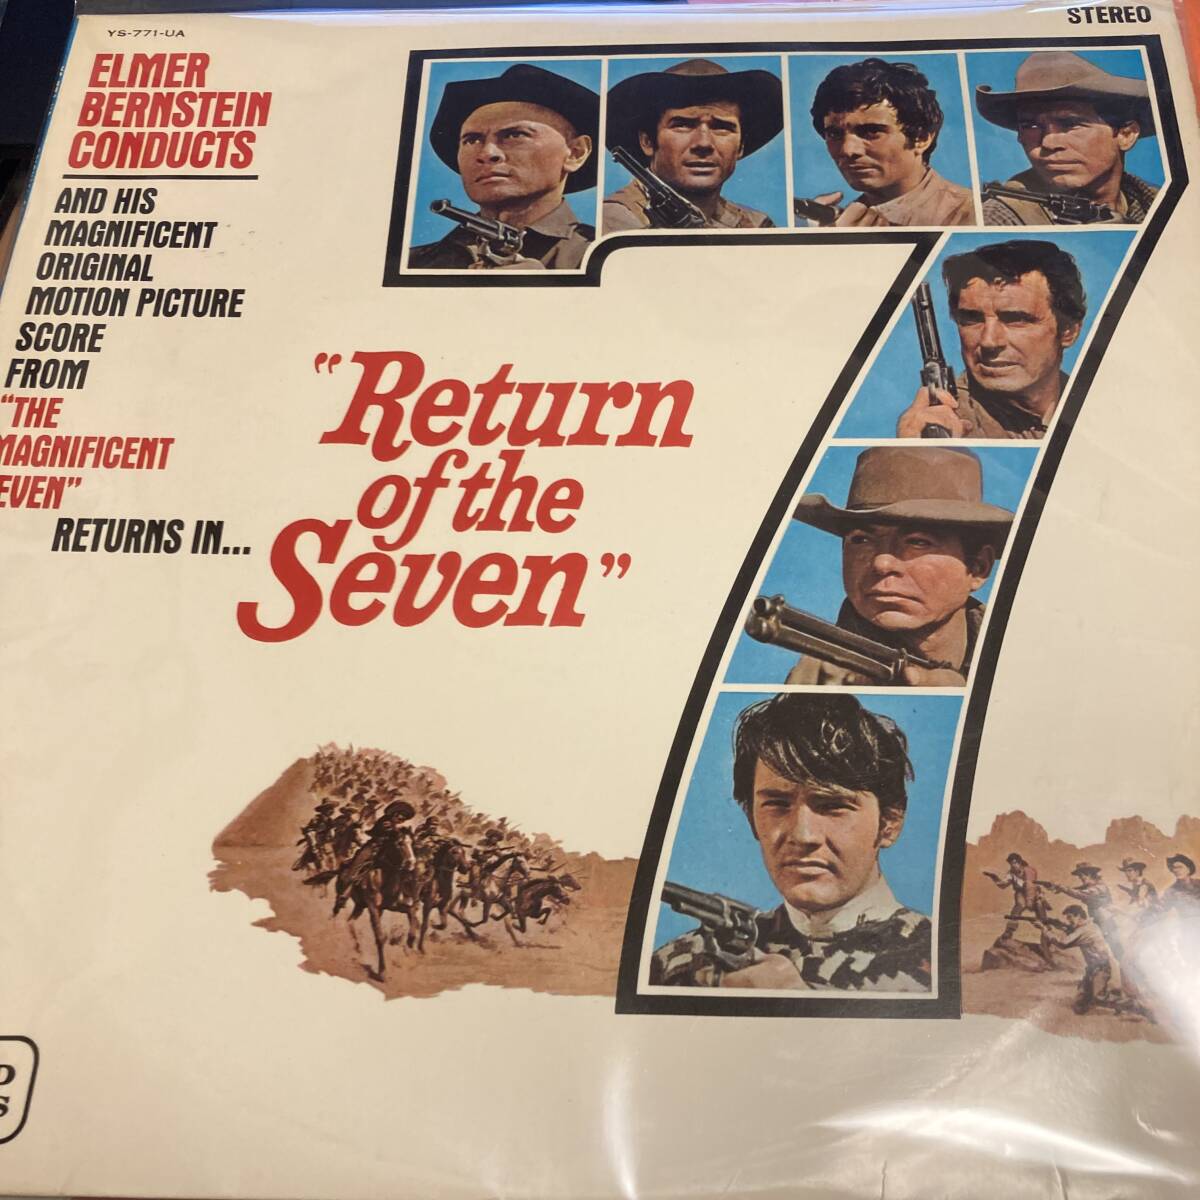 YS-771-UA
STEREO
ELMER
BERNSTEIN
CONDUCTS
AND HIS
MAGNIFICENT
ORIGINAL
MOTION PICTURE
SCORE
FROM
"THE
MAGNIFICENT
EVEN"
RETURNS IN...
"Return
of the
Seven"
D
S